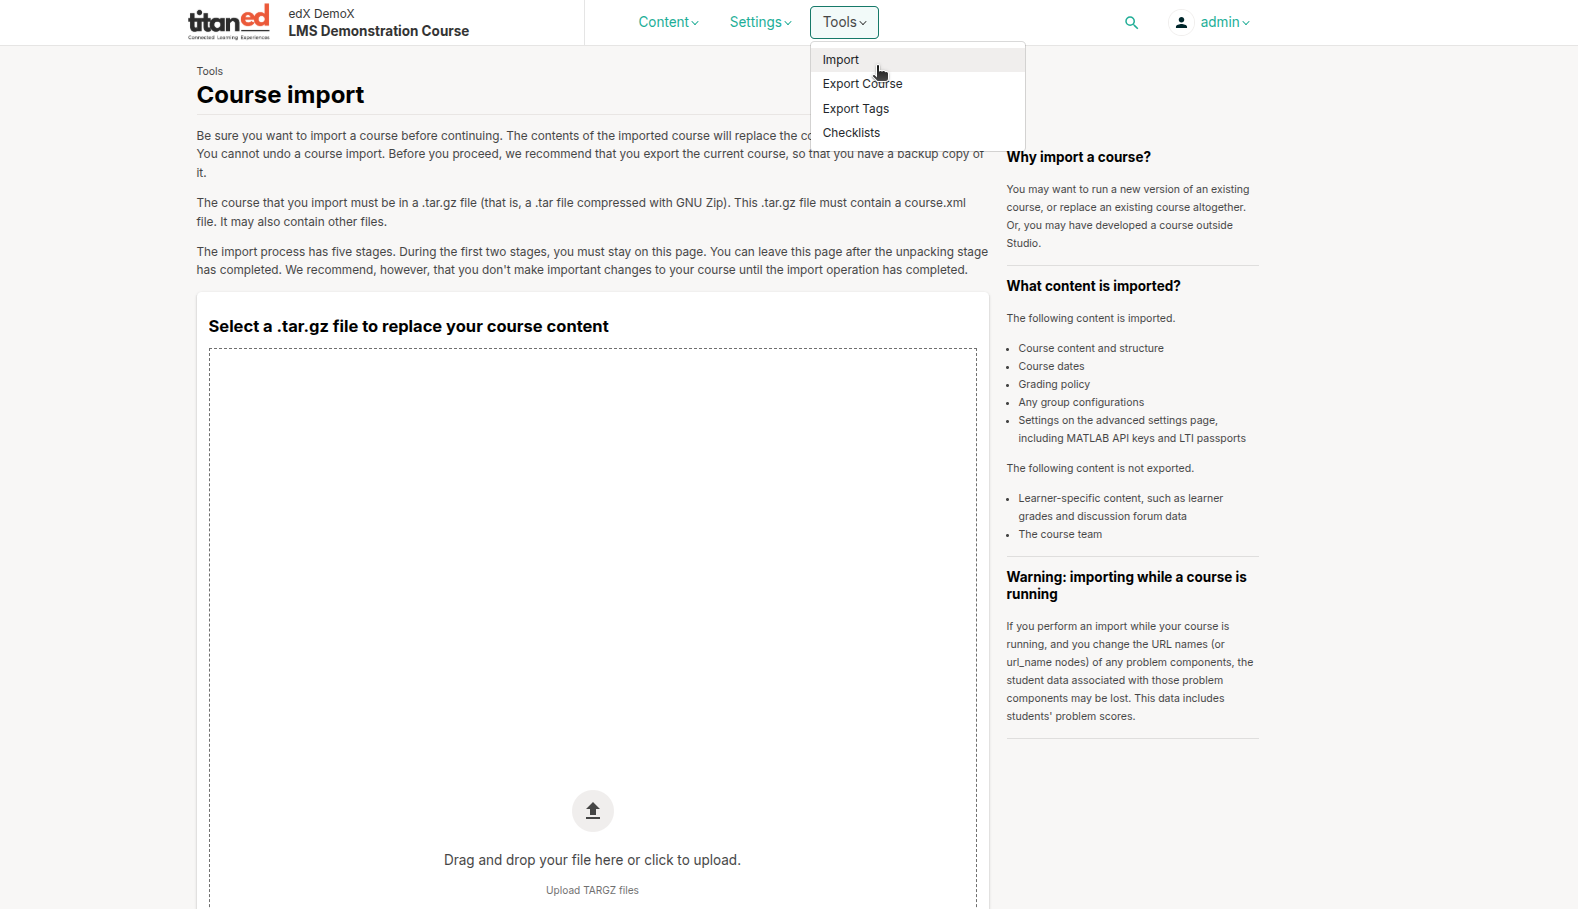 titaned
Connected Learning Experiences
edX DemoX
LMS Demonstration Course
Content
Settings
Tools
admin
Import
Export Course
Export Tags
Checklists
Tools
Course import
Be sure you want to import a course before continuing. The contents of the imported course will replace the
You cannot undo a course import. Before you proceed, we recommend that you export the current course, so that you have a backup copy of
it.
The course that you import must be in a .tar.gz file (that is, a .tar file compressed with GNU Zip). This .tar.gz file must contain a course.xml
file. It may also contain other files.
The import process has five stages. During the first two stages, you must stay on this page. You can leave this page after the unpacking stage
has completed. We recommend, however, that you don't make important changes to your course until the import operation has completed.
Select a .tar.gz file to replace your course content
Drag and drop your file here or click to upload.
Upload TARGZ files
Why import a course?
You may want to run a new version of an existing
course, or replace an existing course altogether.
Or, you may have developed a course outside
Studio.
What content is imported?
The following content is imported.
• Course content and structure
• Course dates
• Grading policy
• Any group configurations
• Settings on the advanced settings page,
including MATLAB API keys and LTI passports
The following content is not exported.
• Learner-specific content, such as learner
grades and discussion forum data
• The course team
Warning: importing while a course is
running
If you perform an import while your course is
running, and you change the URL names (or
url_name nodes) of any problem components, the
student data associated with those problem
components may be lost. This data includes
students' problem scores.